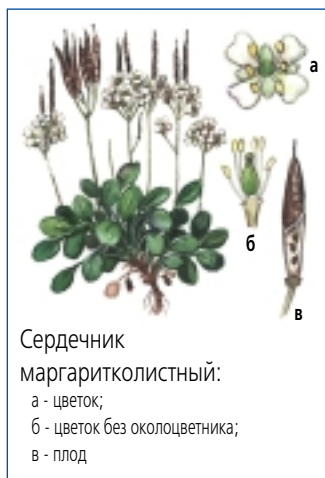 а
б
в
Сердечник
маргаритколистный:
а - цветок;
б - цветок без околоцветника;
в - плод